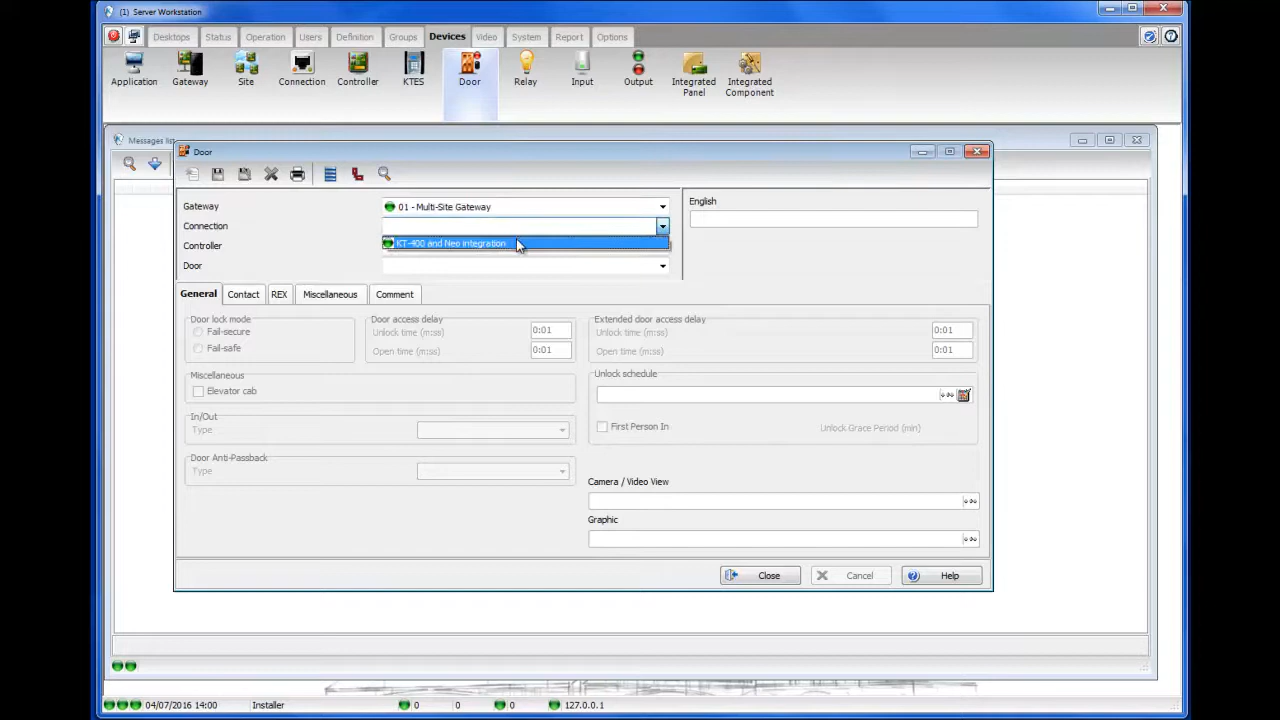 (1) Server Workstation
Desktops Status Operation Users Definition Groups Devices Video System Report Options
Application Gateway Site Connection Controller KTES Door Relay Input Output Integrated Panel Integrated Component
Messages list
Door
Gateway 01 - Multi-Site Gateway
English
Connection
Controller KT-400 and Neo integration
Door
General Contact REX Miscellaneous Comment
Door lock mode Door access delay Extended door access delay
Fail-secure Unlock time (m:ss) 0:01 Unlock time (m:ss) 0:01
Fail-safe Open time (m:ss) 0:01 Open time (m:ss) 0:01
Miscellaneous Unlock schedule
Elevator cab
In/Out
Type First Person In Unlock Grace Period (min)
Door Anti-Passback
Type
Camera / Video View
Graphic
Close Cancel Help
04/07/2016 14:00 Installer 0 0 0 127.0.0.1